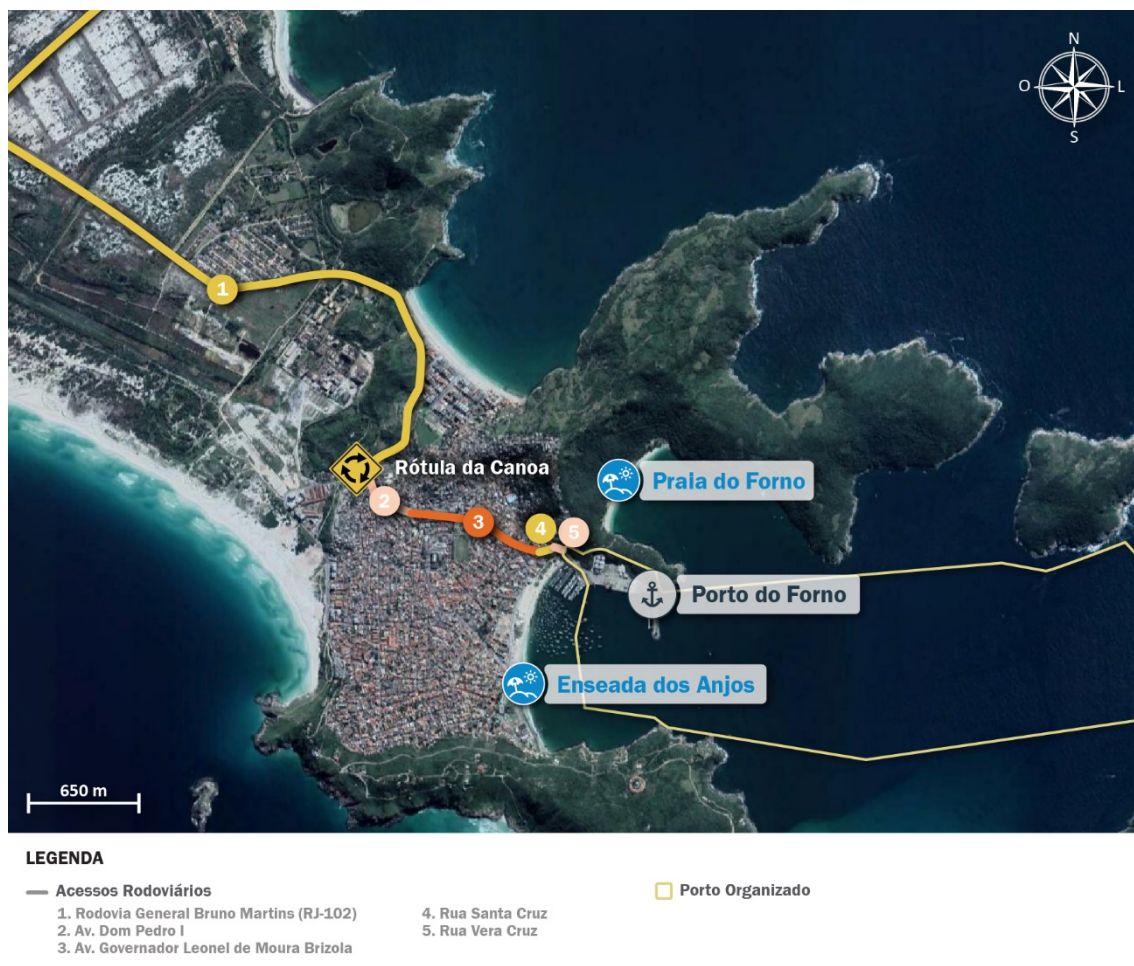 N
O
L
S
1
Rótula da Canoa
2
3
4
5
Praia do Forno
Porto do Forno
Enseada dos Anjos
650 m
LEGENDA
Acessos Rodoviários
1. Rodovia General Bruno Martins (RJ-102)
2. Av. Dom Pedro I
3. Av. Governador Leonel de Moura Brizola
4. Rua Santa Cruz
5. Rua Vera Cruz
Porto Organizado